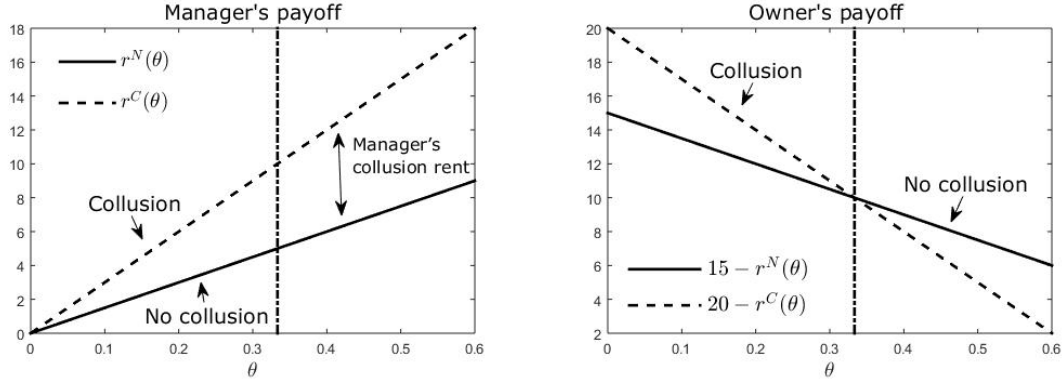 Manager's payoff
18
16
14
12
10
8
6
4
2
0
r^N(θ)
r^C(θ)
Collusion
Manager's
collusion rent
No collusion
0
0.1
0.2
0.3
0.4
0.5
0.6
θ
Owner's payoff
20
18
16
14
12
10
8
6
4
2
Collusion
No collusion
15 − r^N(θ)
20 − r^C(θ)
0
0.1
0.2
0.3
0.4
0.5
0.6
θ